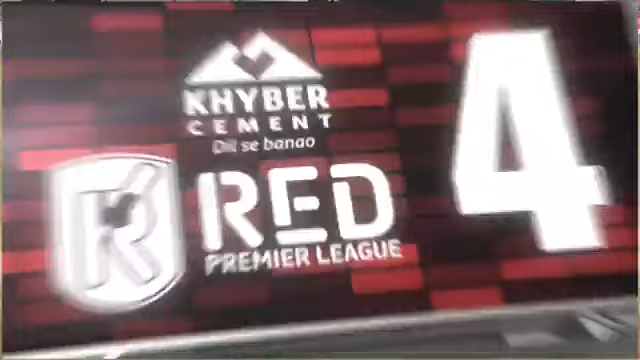 KHYBER
CEMENT
Dil se banao
RED
PREMIER LEAGUE
4